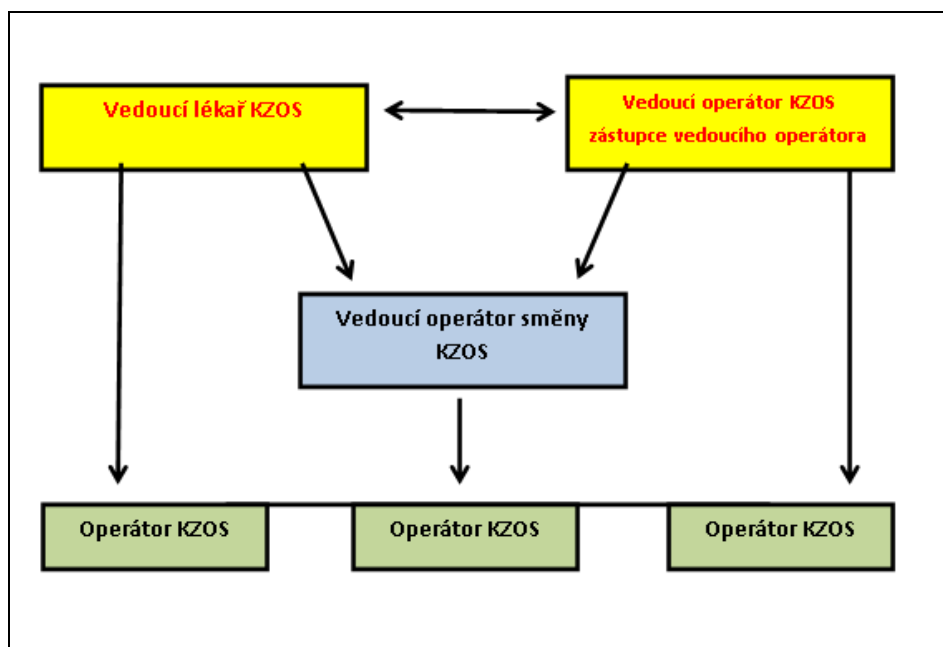 Vedoucí lékař KZOS
Vedoucí operátor KZOS
zástupce vedoucího operátora
Vedoucí operátor směny
KZOS
Operátor KZOS
Operátor KZOS
Operátor KZOS